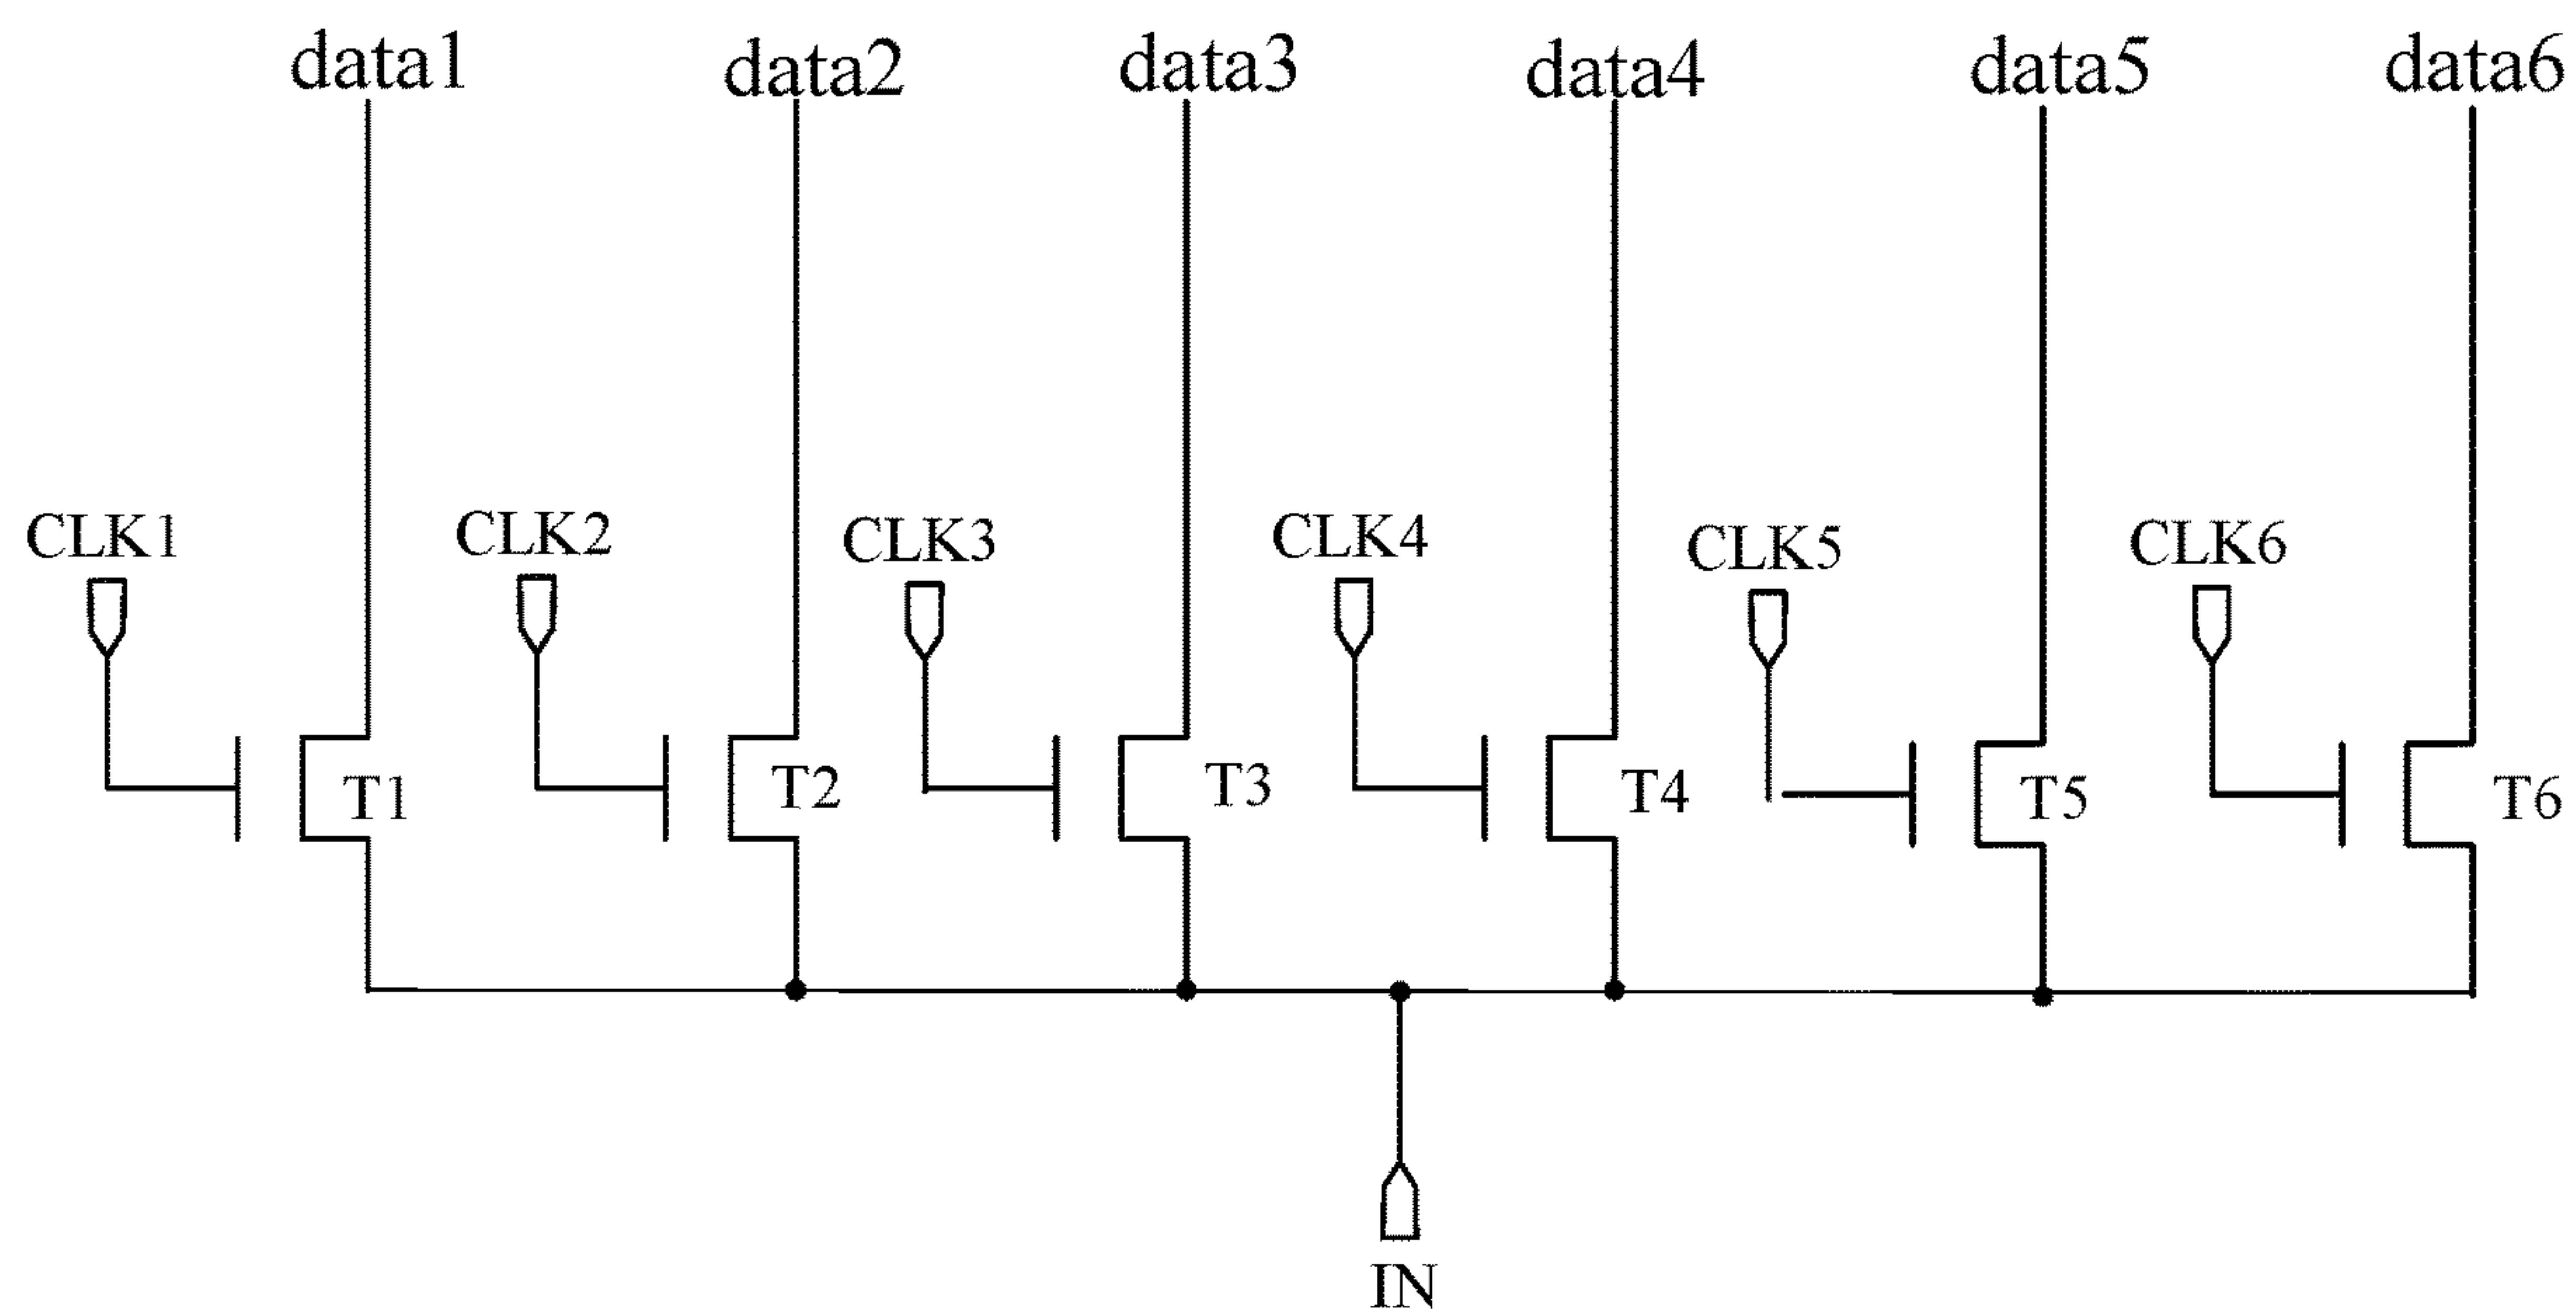 data1 data2 data3 data4 data5 data6
CLK1 CLK2 CLK3 CLK4 CLK5 CLK6
T1 T2 T3 T4 T5 T6
IN